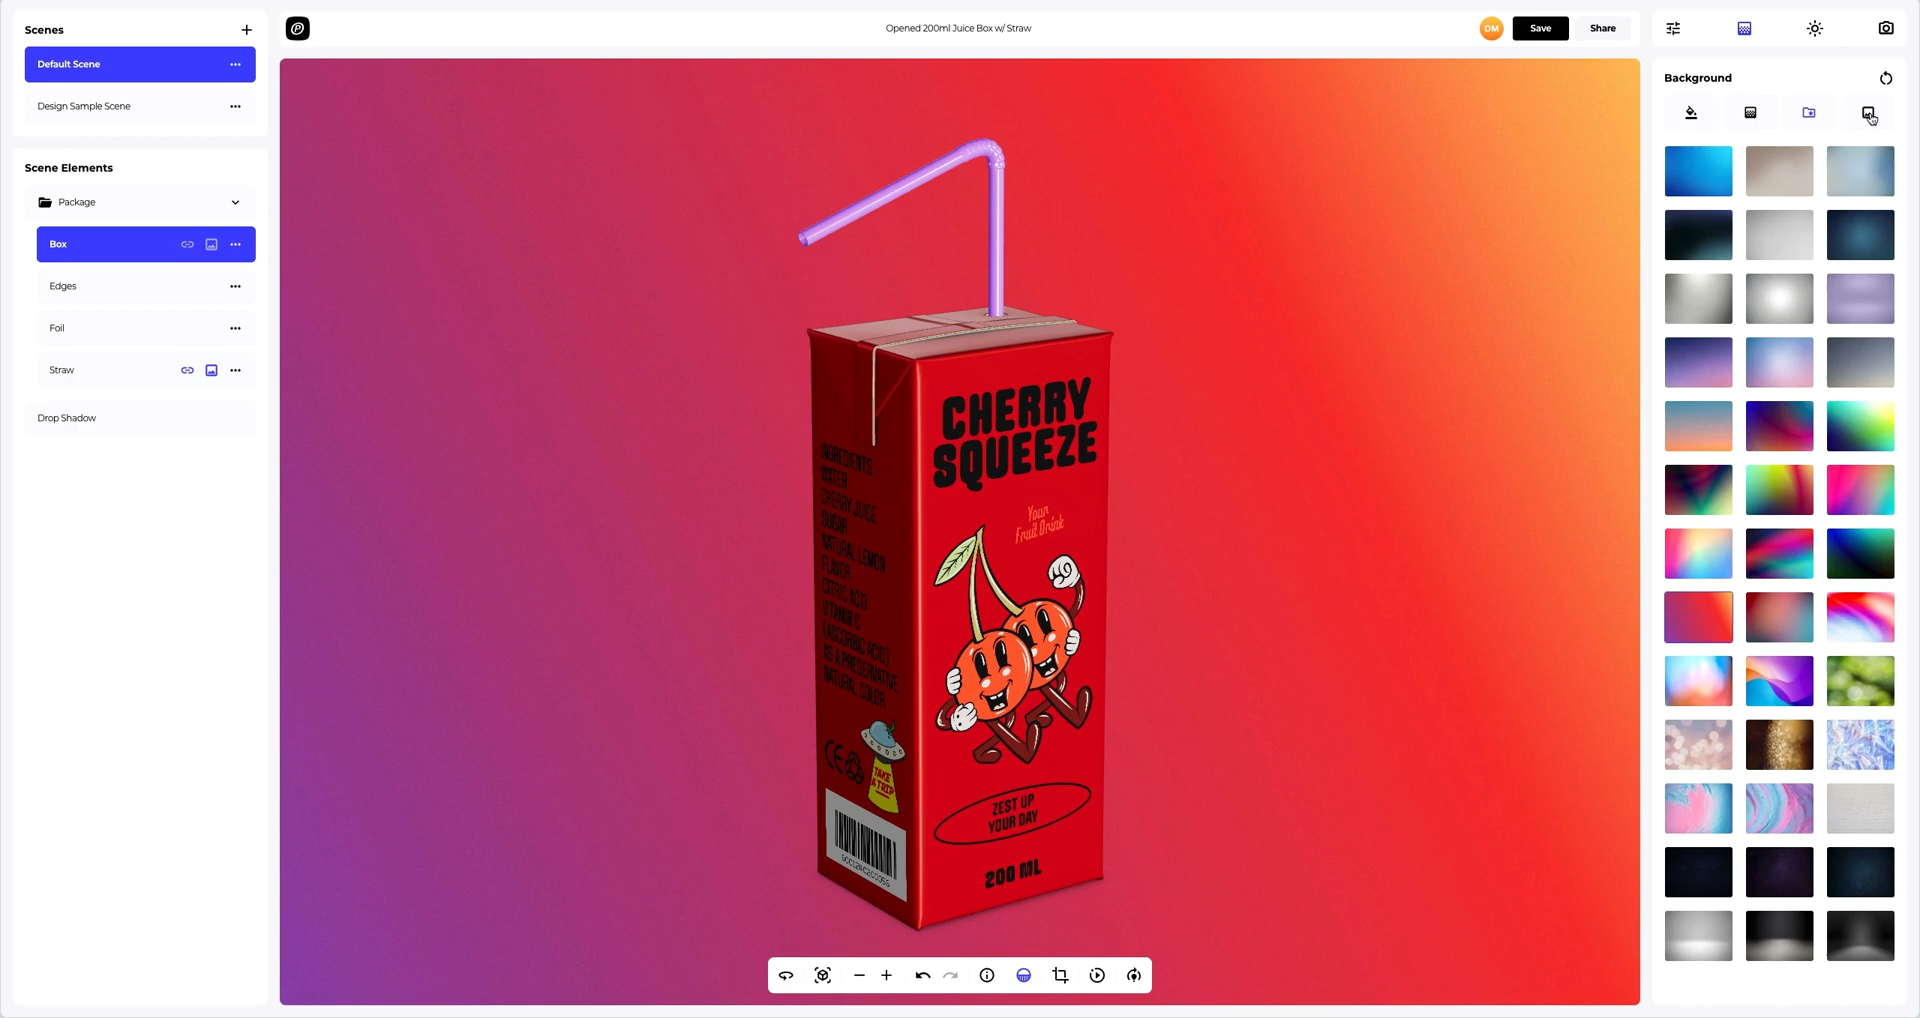 Scenes
Default Scene
Design Sample Scene
Scene Elements
Package
Box
Edges
Foil
Straw
Drop Shadow
Opened 200ml Juice Box w/ Straw
DM
Save
Share
Background
CHERRY
SQUEEZE
Your
Fruit Drink
INGREDIENTS:
WATER
CHERRY JUICE
SUGAR
NATURAL LEMON
FLAVOR
CITRIC ACID
VITAMIN C
(ASCORBIC ACID)
AS A PRESERVATIVE
NATURAL COLOR
CE
TAKE
A TRIP
ZEST UP
YOUR DAY
200 ML